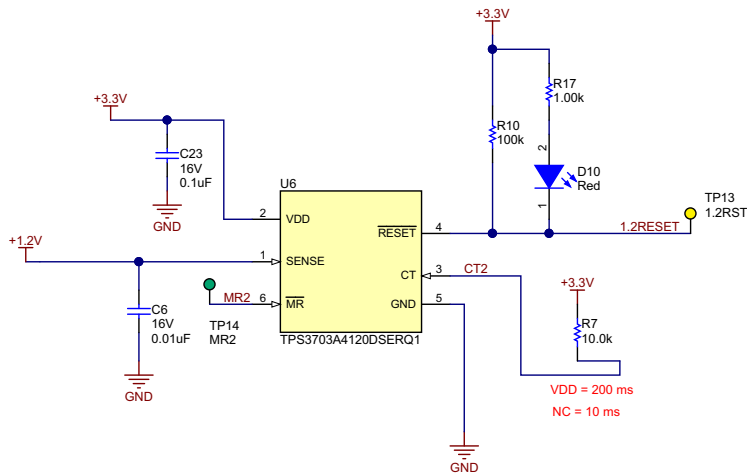 +3.3V
R17
1.00k
+3.3V
R10
100k
2
C23
16V
0.1uF
D10
Red
1
U6
TP13
1.2RST
GND
2
VDD
RESET
4
1.2RESET
+1.2V
1
SENSE
CT
3
CT2
+3.3V
C6
16V
0.01uF
TP14
MR2
MR2
6
MR
GND
5
R7
10.0k
TPS3703A4120DSERQ1
GND
VDD = 200 ms
NC = 10 ms
GND